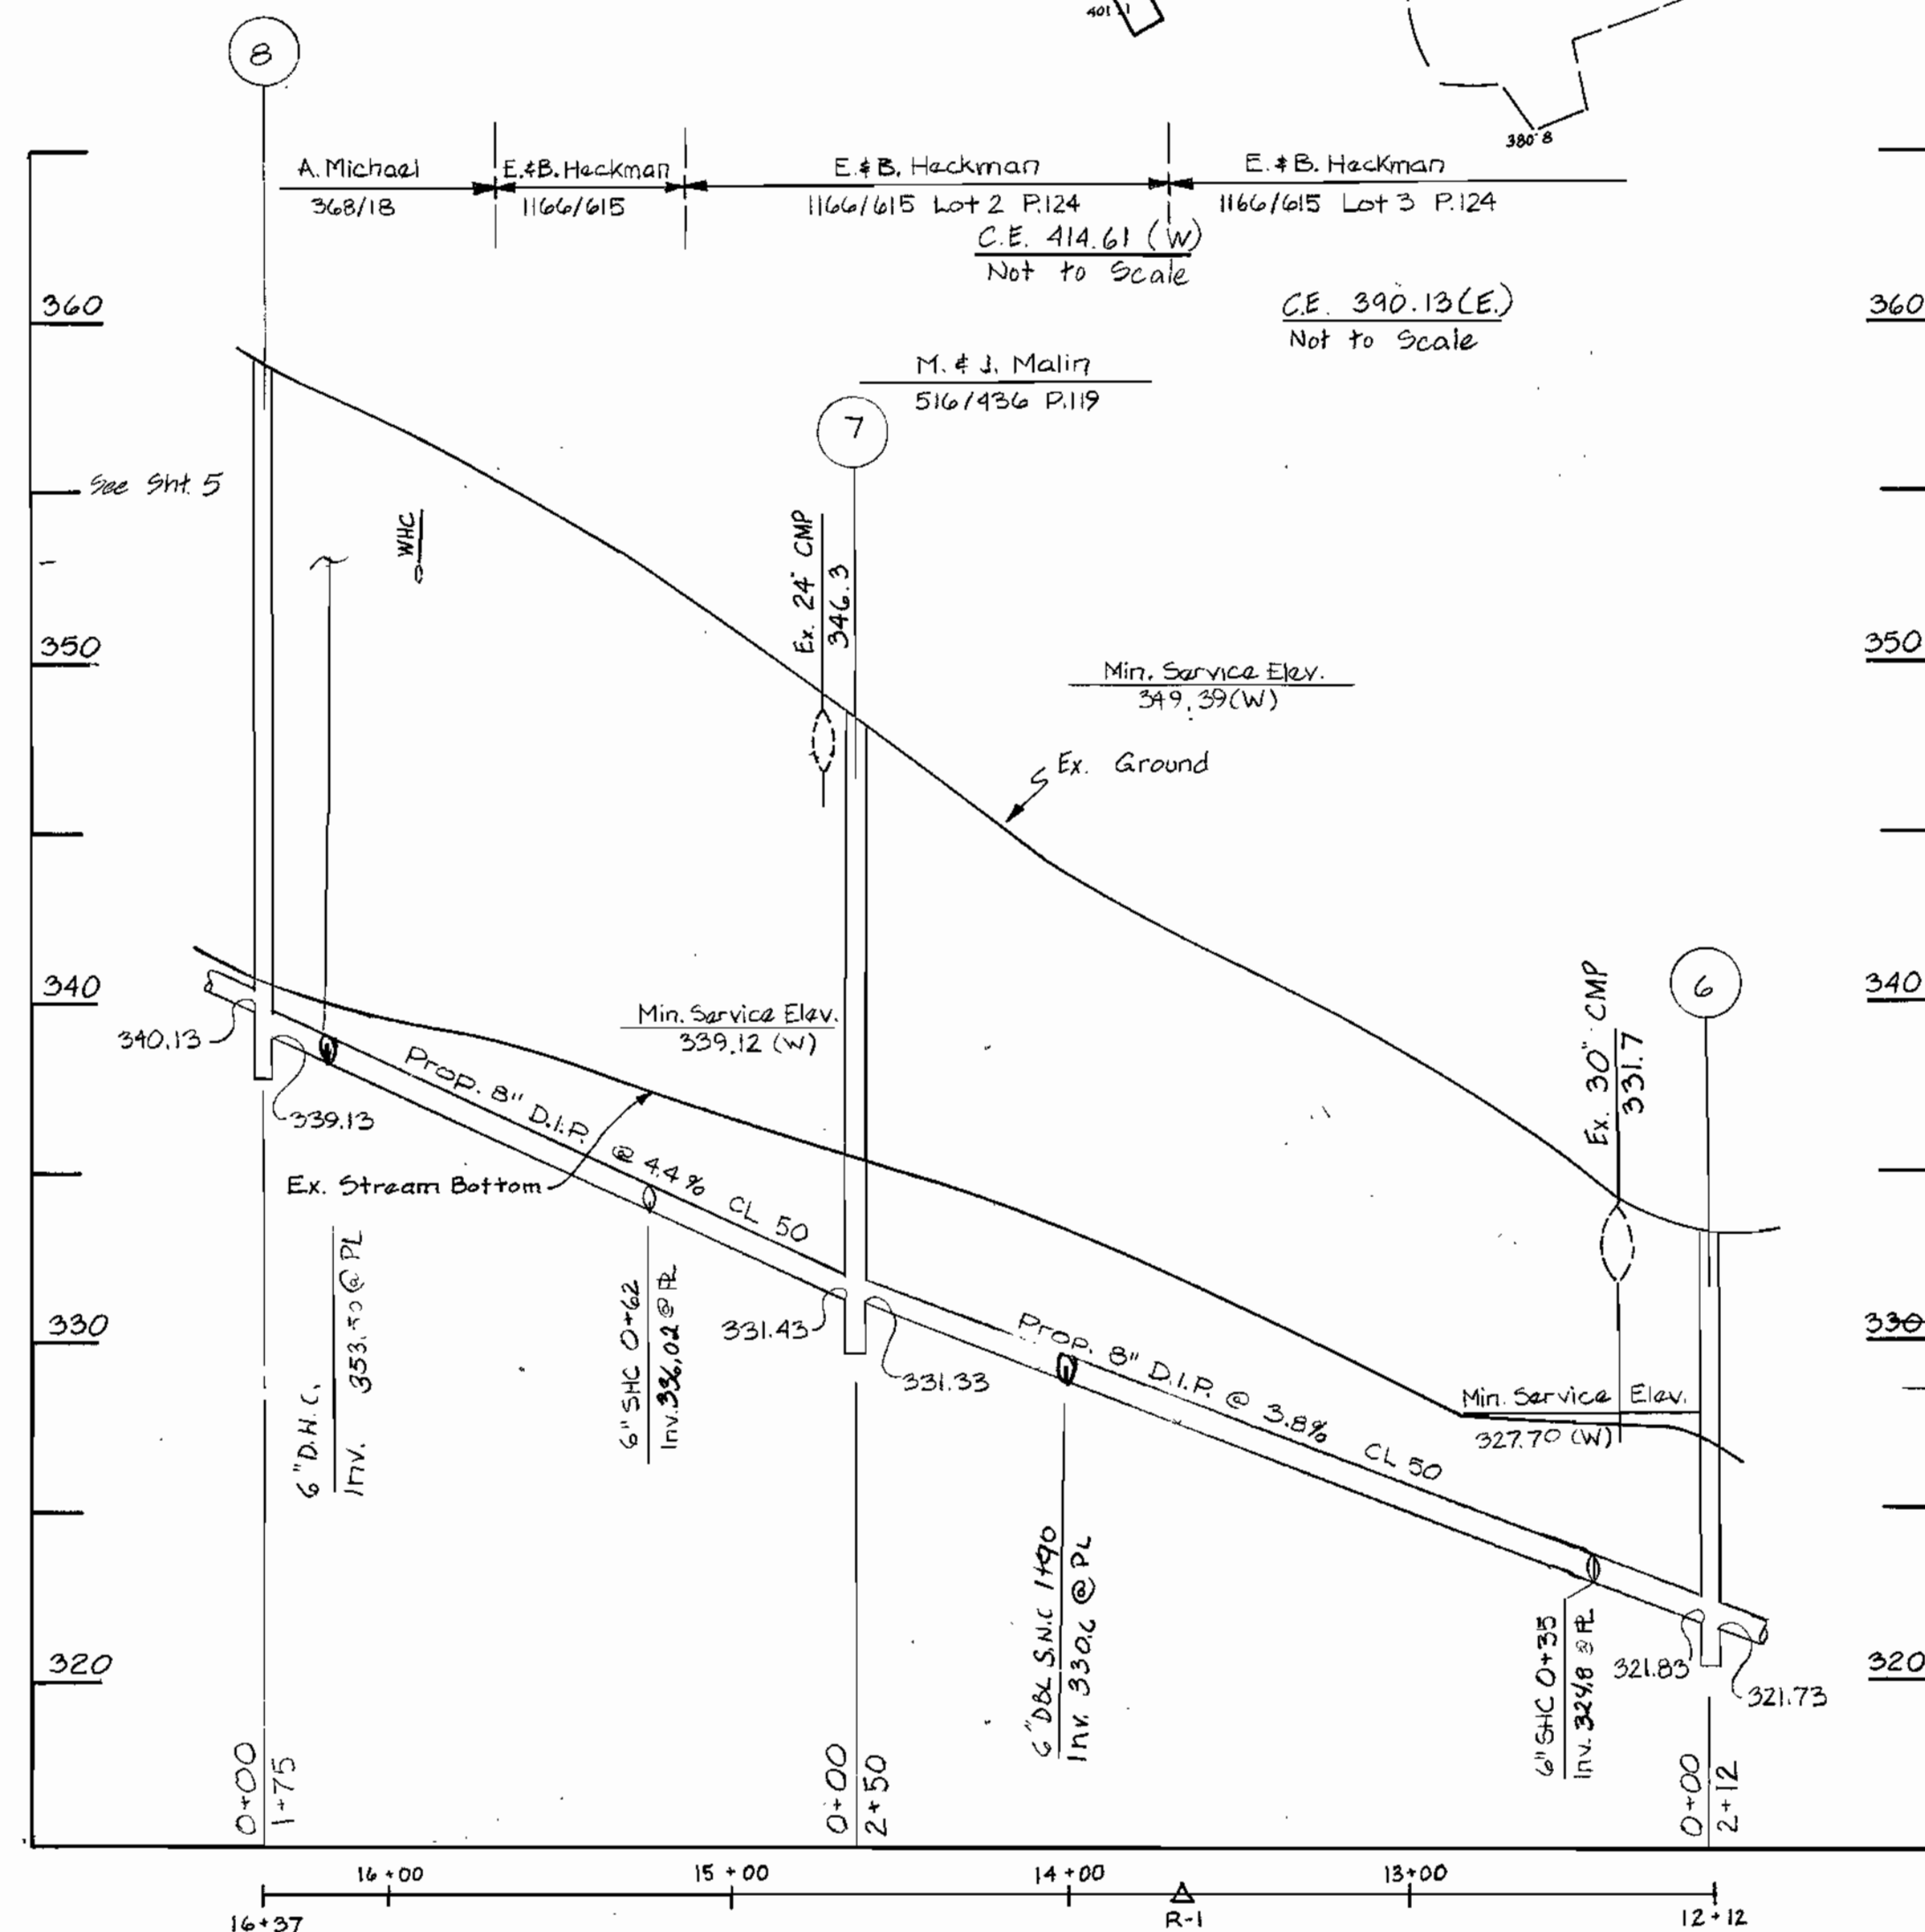 401.1
380.8
8
A. Michael
368/18
E. & B. Heckman
1166/615
E. & B. Heckman
1166/615 Lot 2 P.124
E. & B. Heckman
1166/615 Lot 3 P.124
C.E. 414.61 (W)
Not to Scale
C.E. 390.13 (E.)
Not to Scale
360
360
M. & J. Malin
516/436 P.119
7
See Sht. 5
WHC
Ex. 24" CMP
346.3
350
350
Min. Service Elev.
349.39 (W)
Ex. Ground
6
340
340
340.13
339.13
Min. Service Elev.
339.12 (W)
Ex. 30" CMP
331.7
Prop. 8" D.I.P. @ 4.4% CL 50
Ex. Stream Bottom
330
330
331.43
331.33
6" D.H.C.
Inv. 353.50 @ PL
6" SHC 0+62
Inv. 336.02 @ PL
Prop. 8" D.I.P. @ 3.8% CL 50
Min. Service Elev.
327.70 (W)
6" DBL S.H.C 1+90
Inv. 330.6 @ PL
6" SHC 0+35
Inv. 324.8 @ PL
321.83
321.73
320
320
0+00
1+75
0+00
2+50
0+00
2+12
16+00
15+00
14+00
13+00
16+37
R-1
12+12